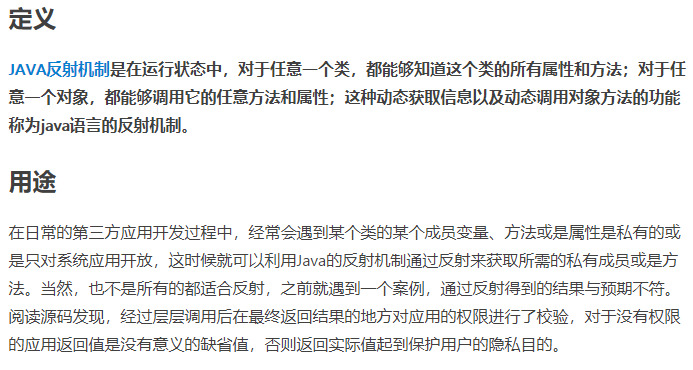 定义
JAVA反射机制是在运行状态中，对于任意一个类，都能够知道这个类的所有属性和方法；对于任
意一个对象，都能够调用它的任意方法和属性；这种动态获取信息以及动态调用对象方法的功能
称为java语言的反射机制。
用途
在日常的第三方应用开发过程中，经常会遇到某个类的某个成员变量、方法或是属性是私有的或
是只对系统应用开放，这时候就可以利用Java的反射机制通过反射来获取所需的私有成员或是方
法。当然，也不是所有的都适合反射，之前就遇到一个案例，通过反射得到的结果与预期不符。
阅读源码发现，经过层层调用后在最终返回结果的地方对应用的权限进行了校验，对于没有权限
的应用返回值是没有意义的缺省值，否则返回实际值起到保护用户的隐私目的。